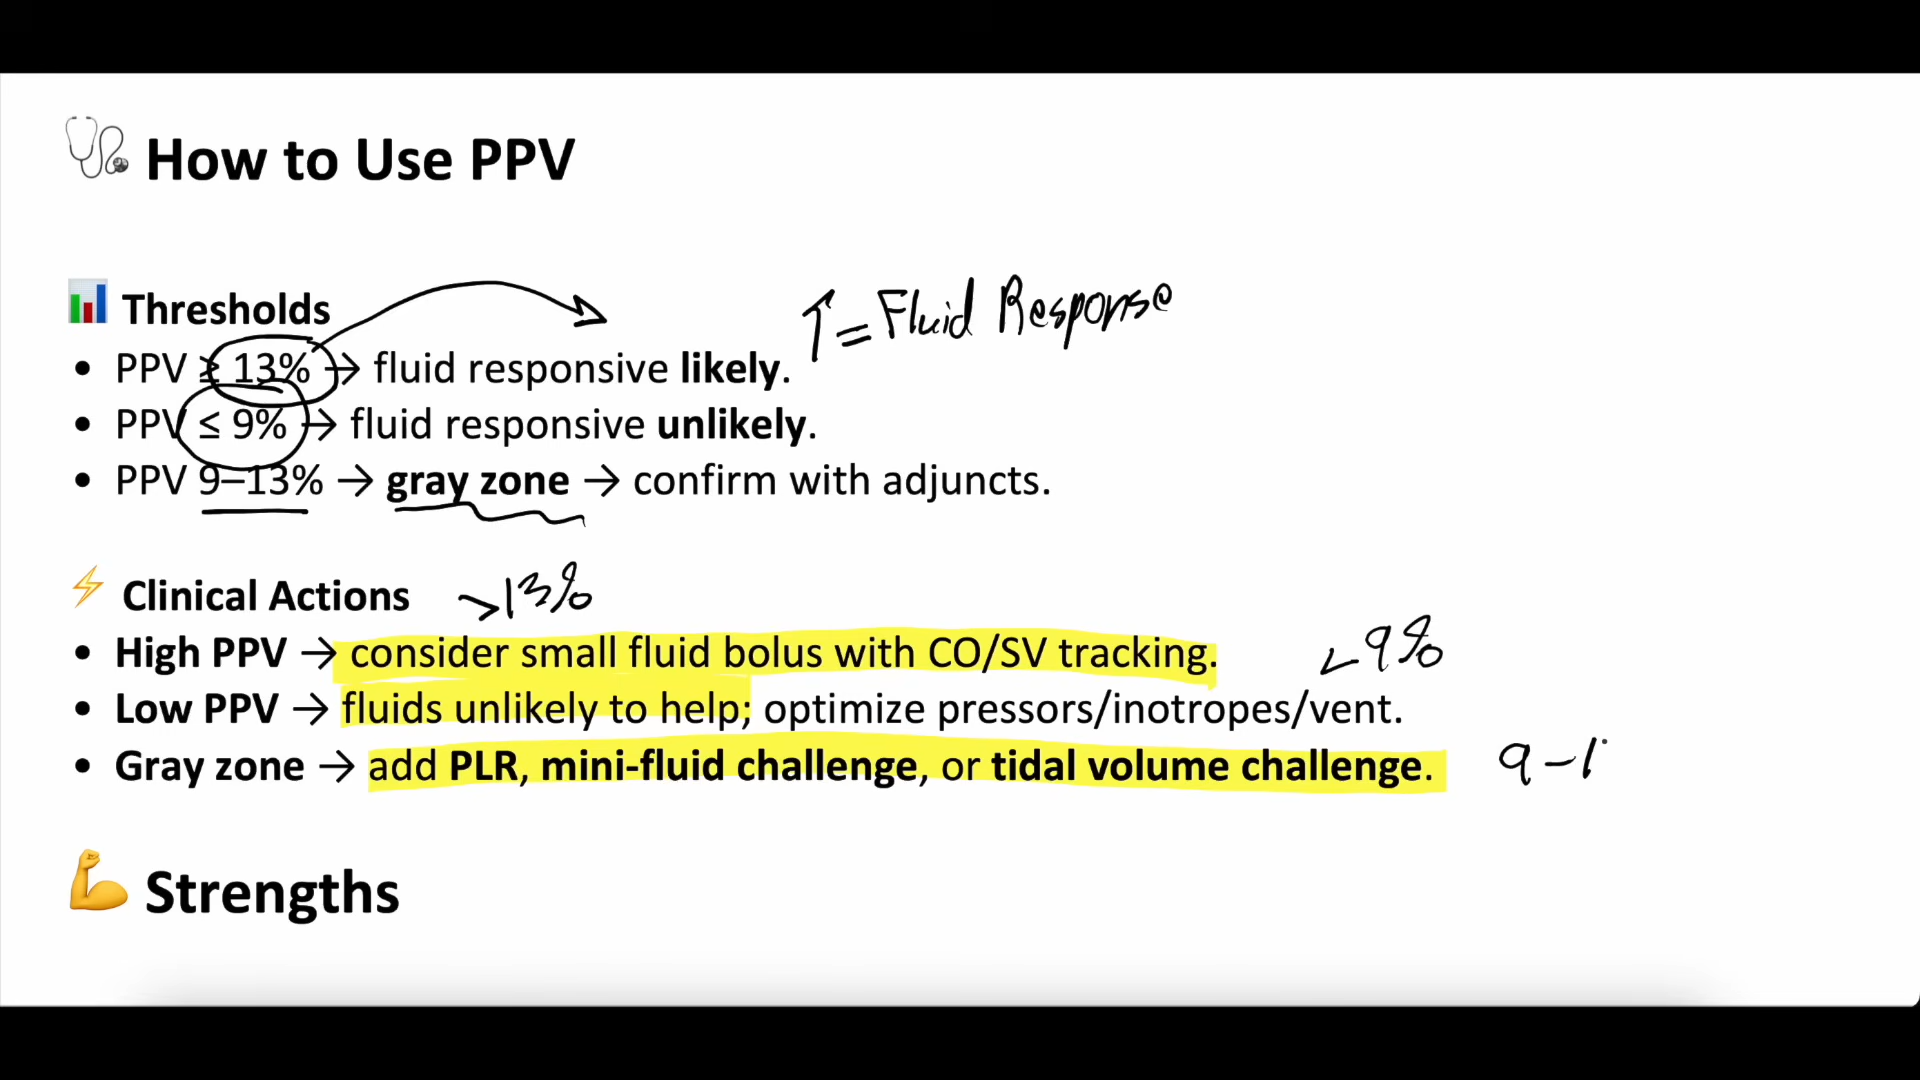 How to Use PPV
↑ = Fluid Response
Thresholds
• PPV ≥ 13% → fluid responsive likely.
• PPV ≤ 9% → fluid responsive unlikely.
• PPV 9–13% → gray zone → confirm with adjuncts.
Clinical Actions >13%
• High PPV → consider small fluid bolus with CO/SV tracking.
<9%
• Low PPV → fluids unlikely to help; optimize pressors/inotropes/vent.
• Gray zone → add PLR, mini-fluid challenge, or tidal volume challenge. 9-1
Strengths